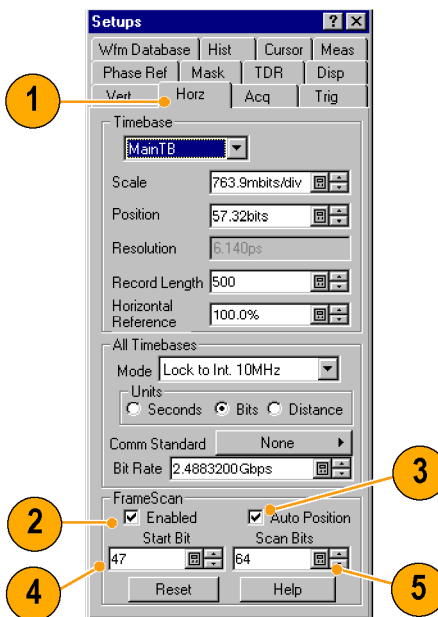 Setups
Wfm Database Hist Cursor Meas
Phase Ref Mask TDR Disp
Vert Horz Acq Trig
1
Timebase
MainTB
Scale 763.9mbits/div
Position 57.32bits
Resolution 6.140ps
Record Length 500
Horizontal
Reference 100.0%
All Timebases
Mode Lock to Int. 10MHz
Units
Seconds Bits Distance
Comm Standard None
Bit Rate 2.4883200Gbps
3
FrameScan
2 Enabled Auto Position
Start Bit Scan Bits
47 64
4 5
Reset Help